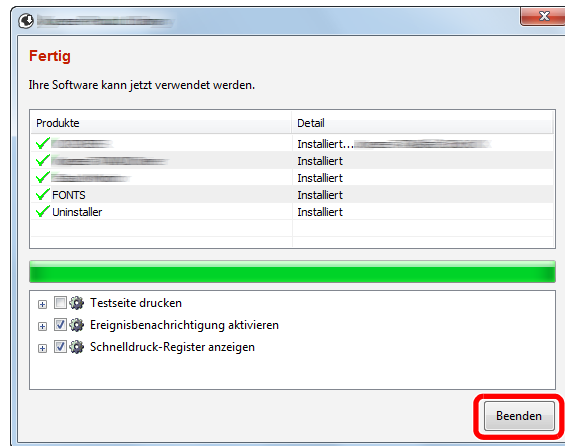 Fertig
Ihre Software kann jetzt verwendet werden.
Produkte Detail
Installiert...
Installiert
Installiert
FONTS Installiert
Uninstaller Installiert
Testseite drucken
Ereignisbenachrichtigung aktivieren
Schnelldruck-Register anzeigen
Beenden